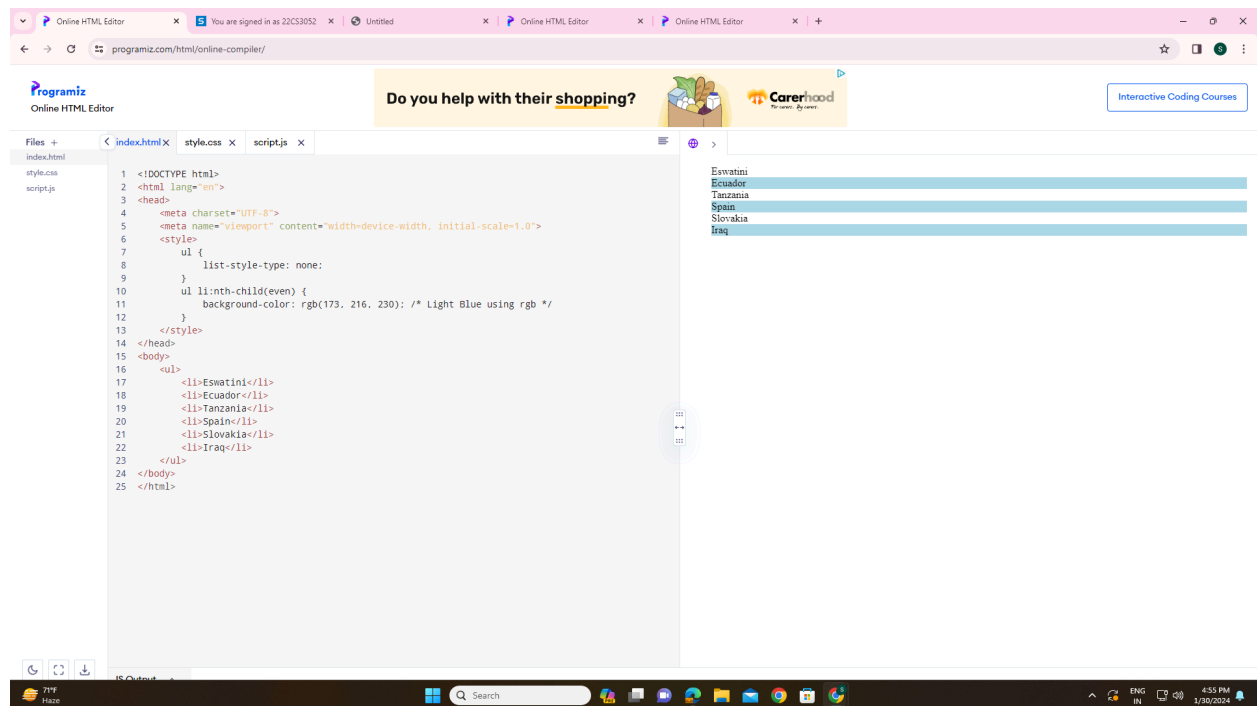 Online HTML Editor
You are signed in as 22CS3052
Untitled
Online HTML Editor
Online HTML Editor
programiz.com/html/online-compiler/
Programiz
Online HTML Editor
Do you help with their shopping?
Carerhood
Interactive Coding Courses
Files +
index.html
style.css
script.js
index.html
style.css
script.js
1 <!DOCTYPE html>
2 <html lang="en">
3 <head>
4 <meta charset="UTF-8">
5 <meta name="viewport" content="width=device-width, initial-scale=1.0">
6 <style>
7 ul {
8 list-style-type: none;
9 }
10 ul li:nth-child(even) {
11 background-color: rgb(173, 216, 230); /* Light Blue using rgb */
12 }
13 </style>
14 </head>
15 <body>
16 <ul>
17 <li>Eswatini</li>
18 <li>Ecuador</li>
19 <li>Tanzania</li>
20 <li>Spain</li>
21 <li>Slovakia</li>
22 <li>Iraq</li>
23 </ul>
24 </body>
25 </html>
Eswatini
Ecuador
Tanzania
Spain
Slovakia
Iraq
JS Output
71°F
Haze
Search
ENG
IN
4:55 PM
1/30/2024